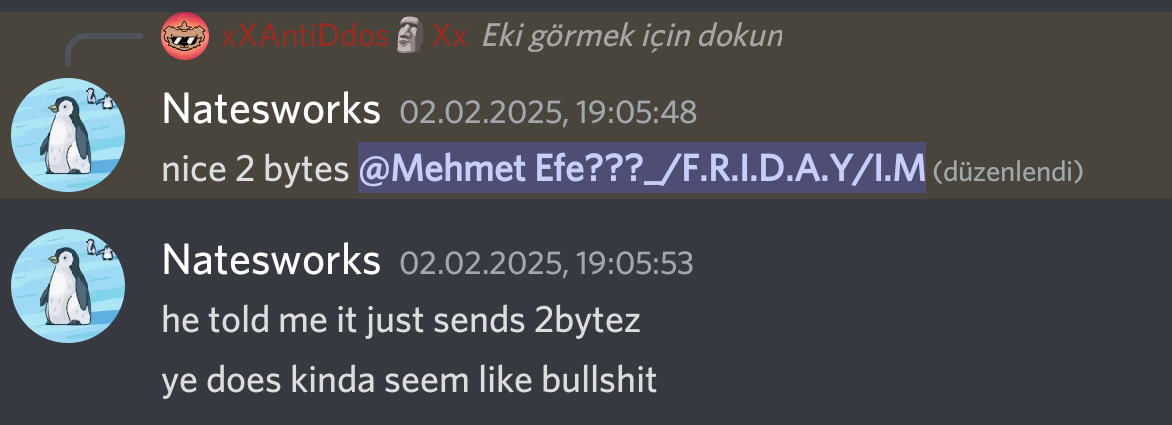 xXAntiDdos🗿 Xx Eki görmek için dokun
Natesworks 02.02.2025, 19:05:48
nice 2 bytes @Mehmet Efe???_/F.R.I.D.A.Y/I.M (düzenlendi)
Natesworks 02.02.2025, 19:05:53
he told me it just sends 2bytez
ye does kinda seem like bullshit